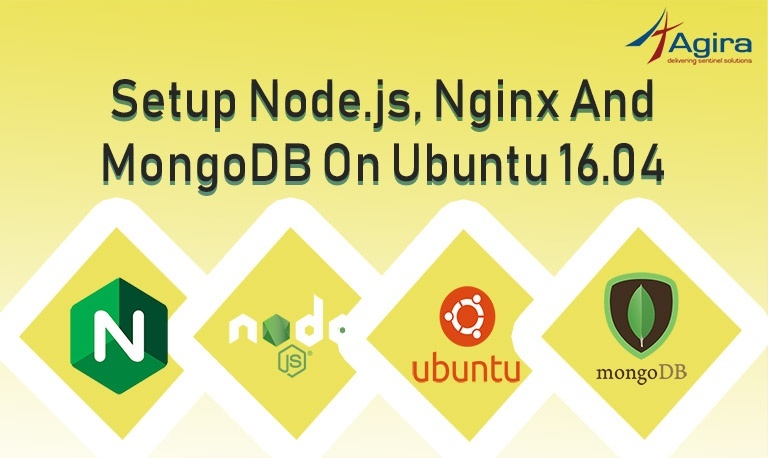 Agira
delivering sentinel solutions
Setup Node.js, Nginx And
MongoDB On Ubuntu 16.04
N
node
JS
ubuntu
mongoDB